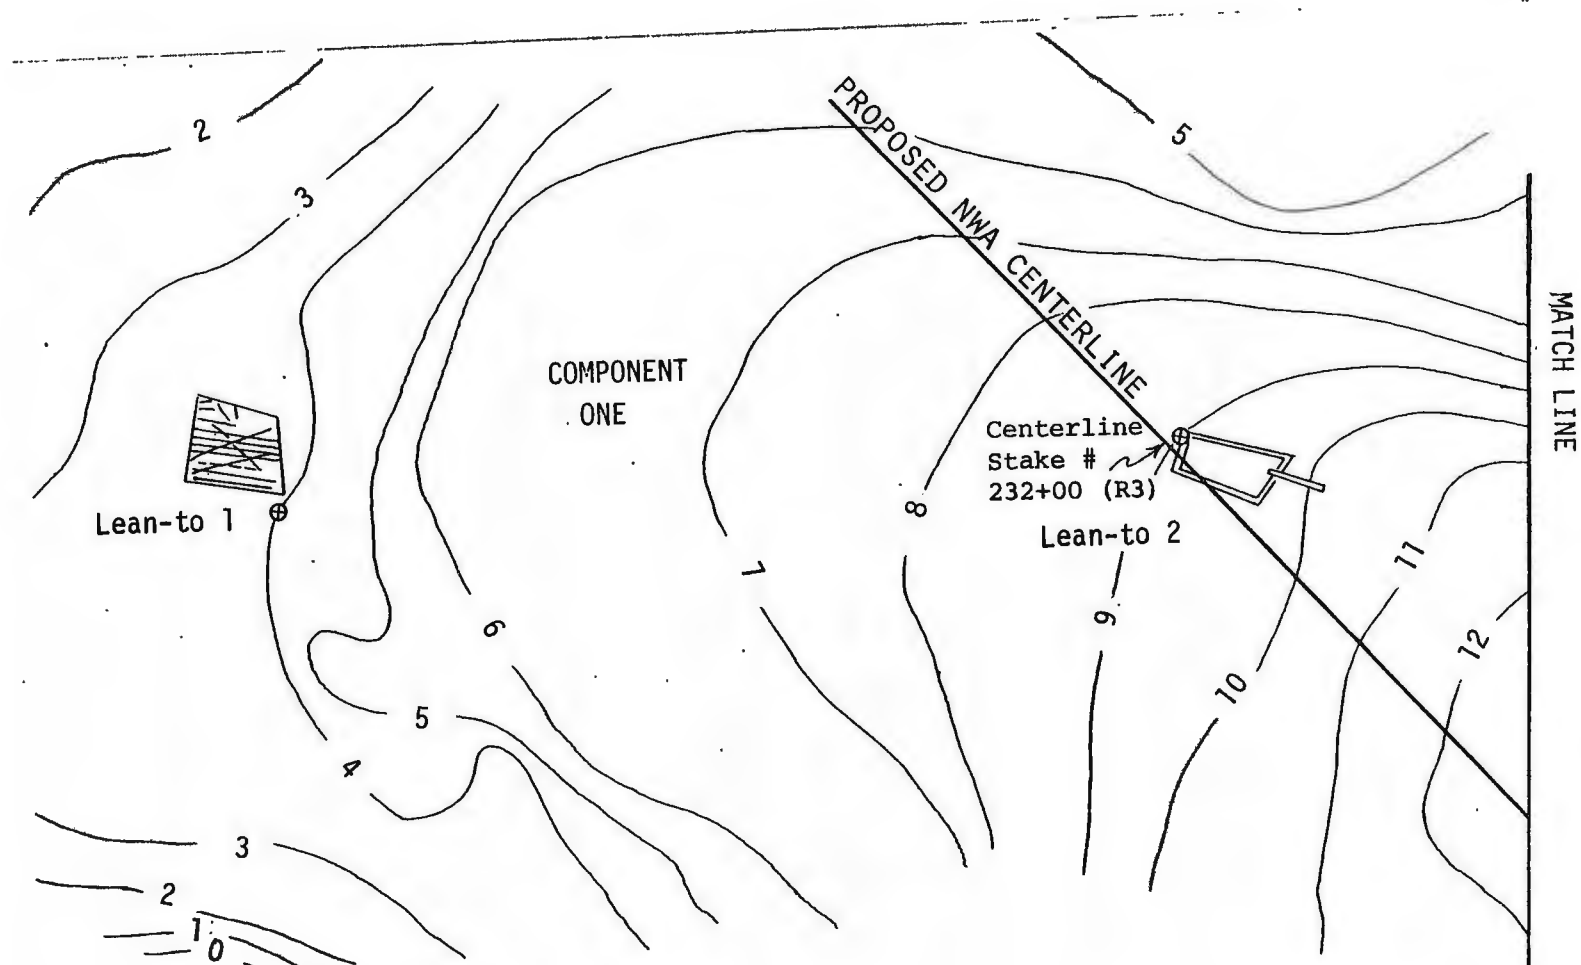 2
3
5
PROPOSED NWA CENTERLINE
MATCH LINE
COMPONENT
ONE
Centerline
Stake #
232+00 (R3)
Lean-to 1
Lean-to 2
8
7
11
9
6
12
10
5
4
3
2
1
0